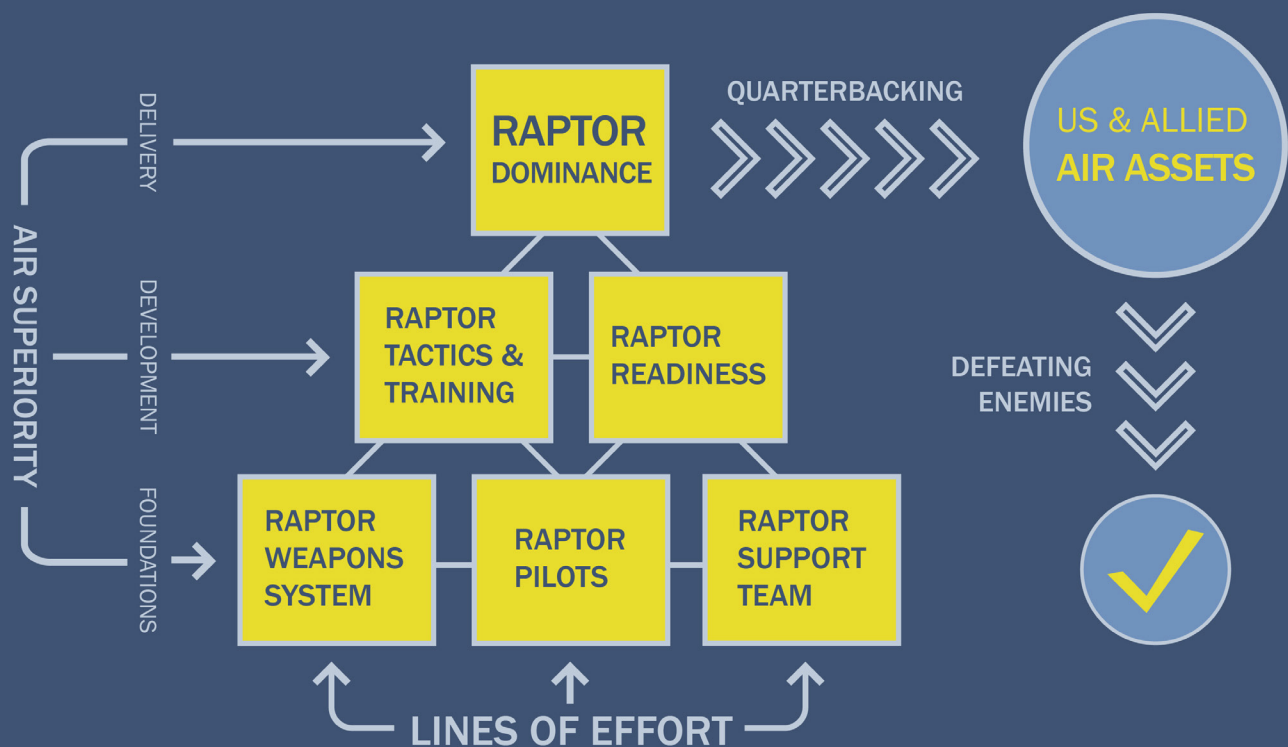 DELIVERY
DEVELOPMENT
FOUNDATIONS
AIR SUPERIORITY
RAPTOR
DOMINANCE
QUARTERBACKING
US & ALLIED
AIR ASSETS
RAPTOR
TACTICS &
TRAINING
RAPTOR
READINESS
DEFEATING
ENEMIES
RAPTOR
WEAPONS
SYSTEM
RAPTOR
PILOTS
RAPTOR
SUPPORT
TEAM
LINES OF EFFORT